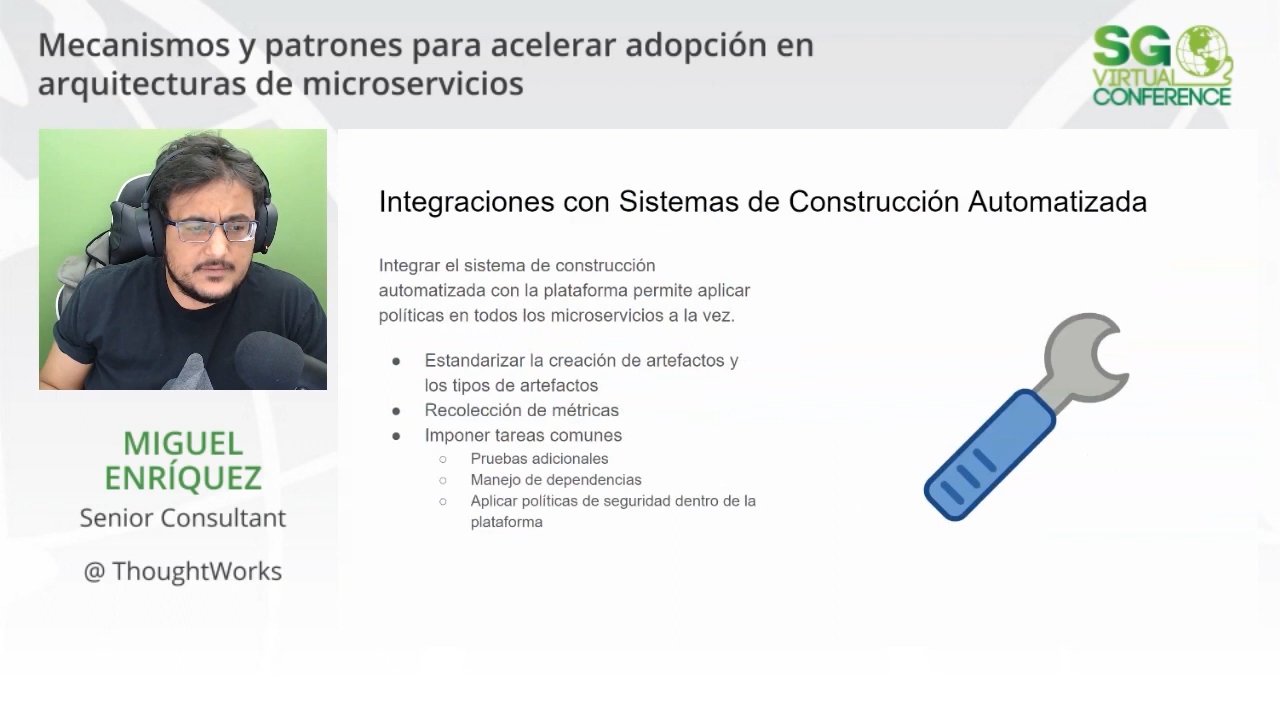 Mecanismos y patrones para acelerar adopción en
arquitecturas de microservicios
SG
VIRTUAL
CONFERENCE
Integraciones con Sistemas de Construcción Automatizada
Integrar el sistema de construcción
automatizada con la plataforma permite aplicar
políticas en todos los microservicios a la vez.
● Estandarizar la creación de artefactos y
los tipos de artefactos
● Recolección de métricas
● Imponer tareas comunes
○ Pruebas adicionales
○ Manejo de dependencias
○ Aplicar políticas de seguridad dentro de la
plataforma
MIGUEL
ENRÍQUEZ
Senior Consultant
@ ThoughtWorks